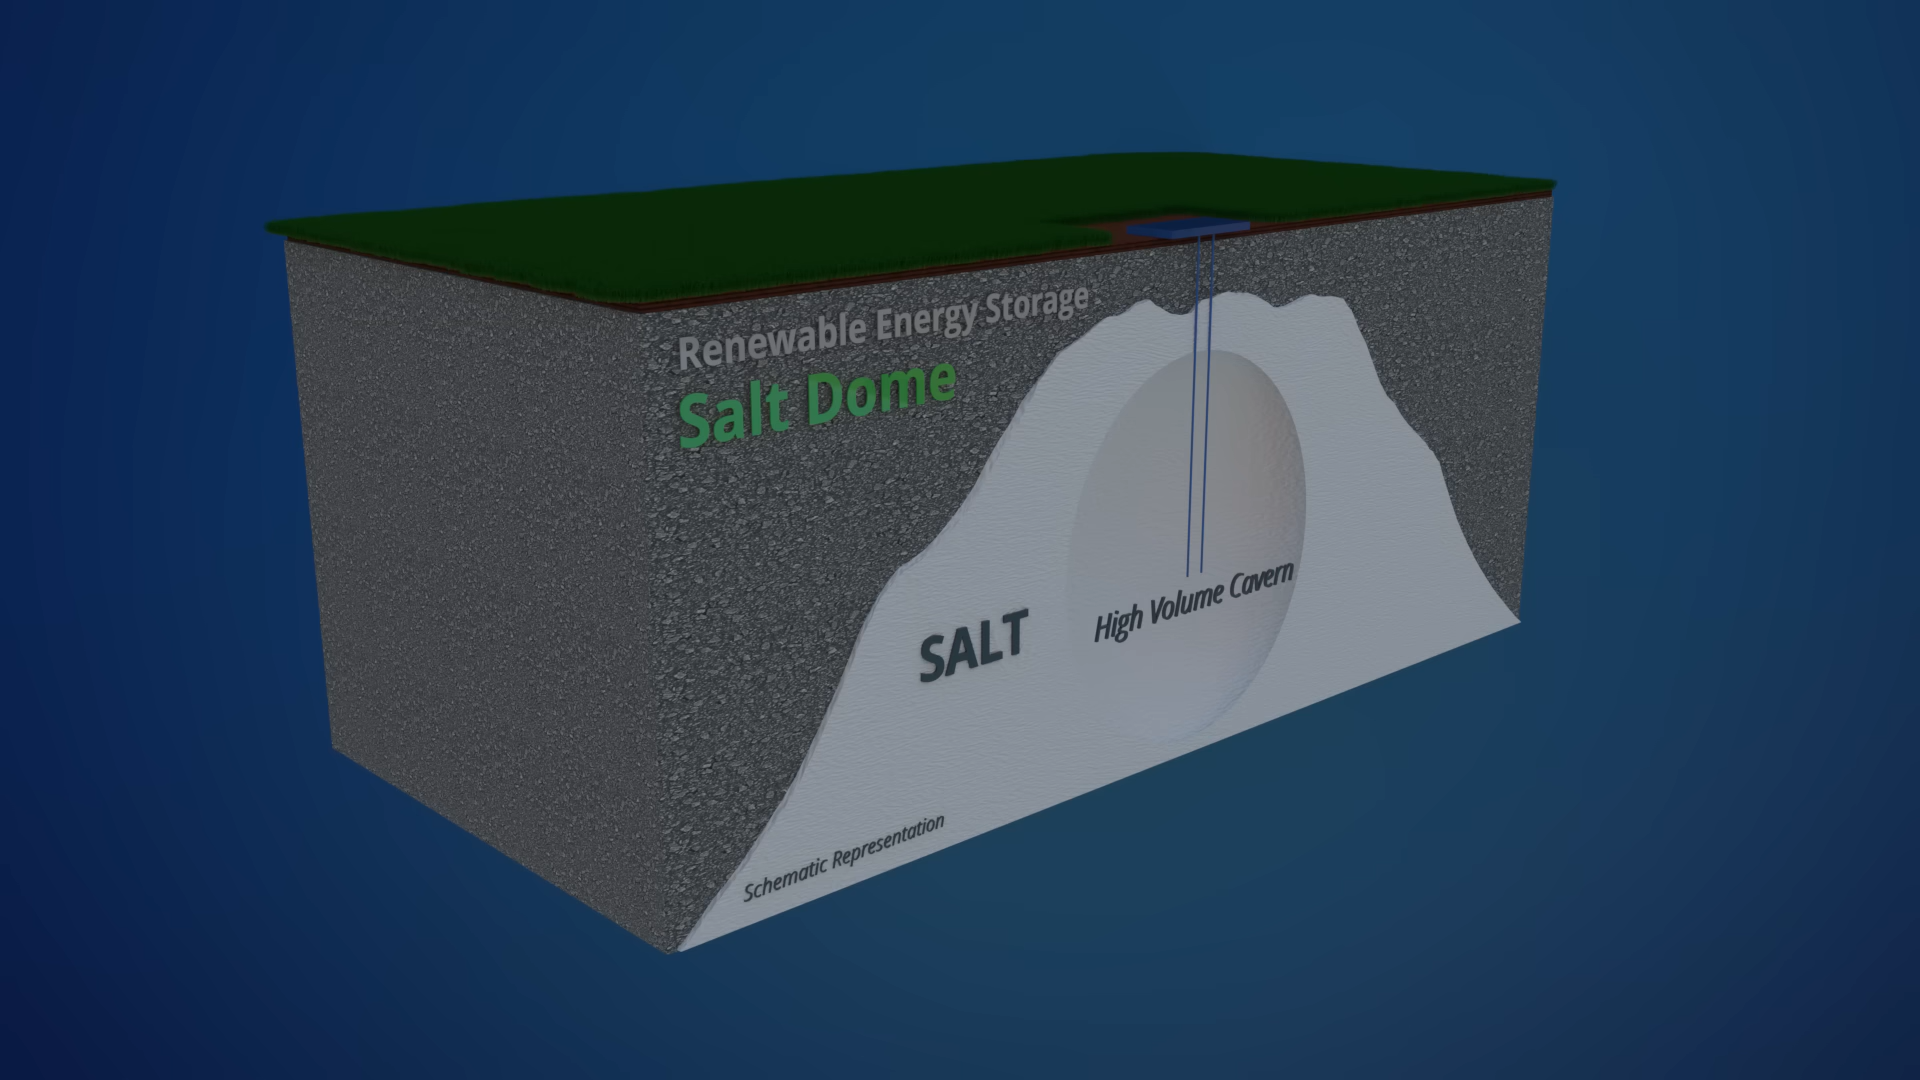 Renewable Energy Storage
Salt Dome
SALT
High Volume Cavern
Schematic Representation